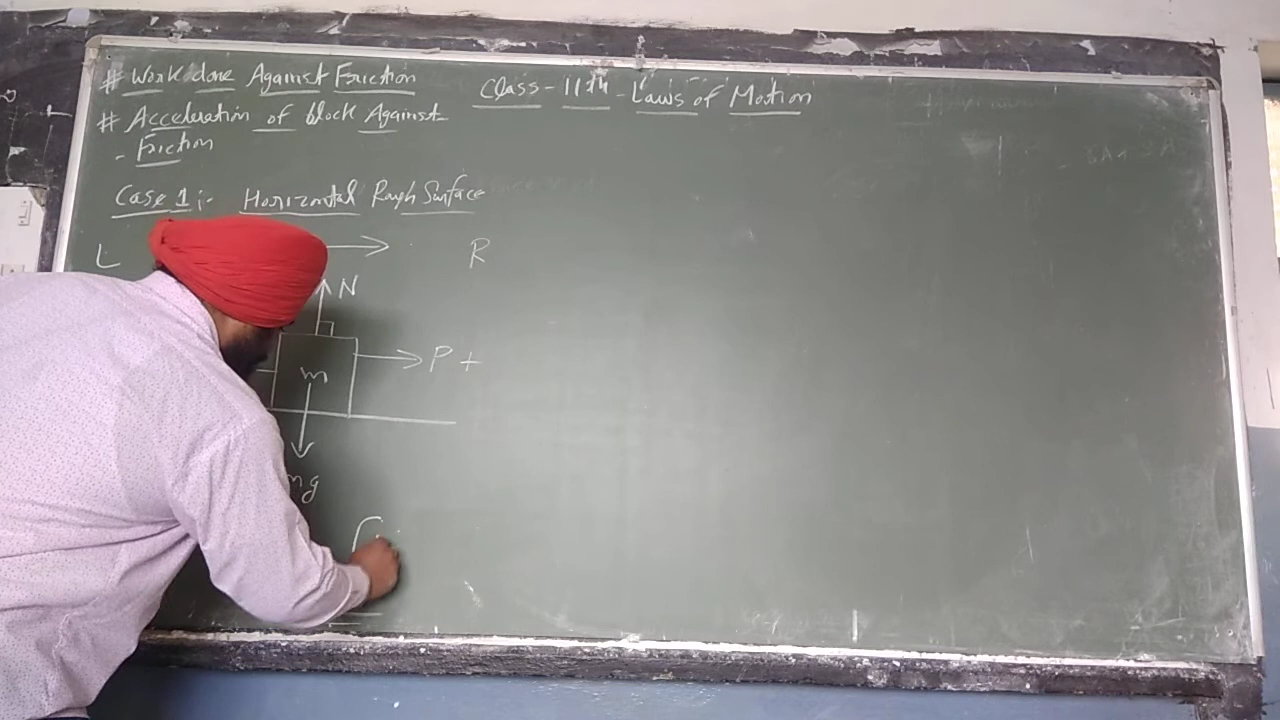 # Work done Against Friction
Class - 11th - Laws of Motion
# Acceleration of block Against
- Friction
Case 1 :- Horizontal Rough Surface
L R
N
P +
m
mg
f